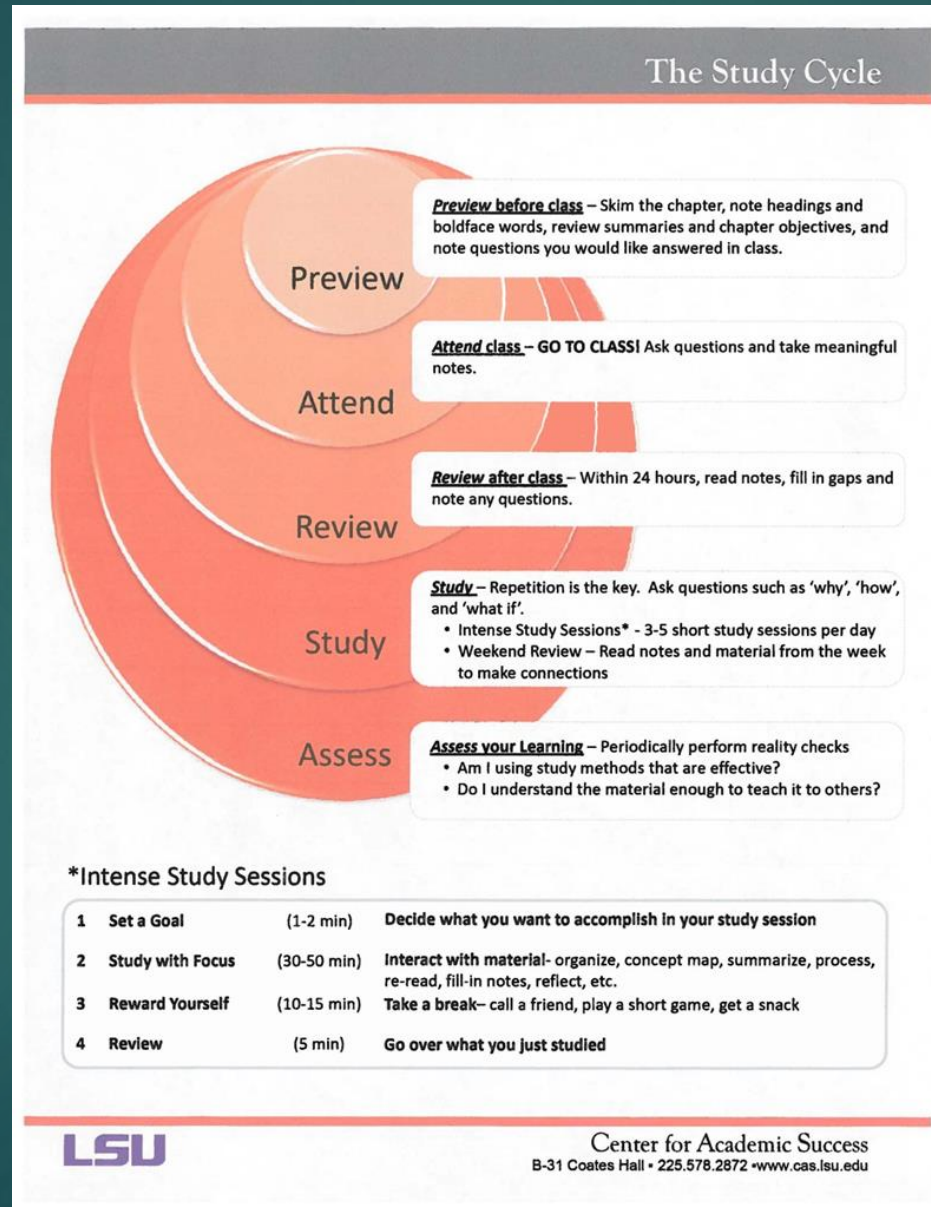 The Study Cycle
Preview
Preview before class – Skim the chapter, note headings and
boldface words, review summaries and chapter objectives, and
note questions you would like answered in class.
Attend
Attend class – GO TO CLASS! Ask questions and take meaningful
notes.
Review
Review after class – Within 24 hours, read notes, fill in gaps and
note any questions.
Study
Study – Repetition is the key. Ask questions such as 'why', 'how',
and 'what if'.
• Intense Study Sessions* - 3-5 short study sessions per day
• Weekend Review – Read notes and material from the week
to make connections
Assess
Assess your Learning – Periodically perform reality checks
• Am I using study methods that are effective?
• Do I understand the material enough to teach it to others?
*Intense Study Sessions
1 Set a Goal (1-2 min) Decide what you want to accomplish in your study session
2 Study with Focus (30-50 min) Interact with material- organize, concept map, summarize, process,
re-read, fill-in notes, reflect, etc.
3 Reward Yourself (10-15 min) Take a break– call a friend, play a short game, get a snack
4 Review (5 min) Go over what you just studied
LSU
Center for Academic Success
B-31 Coates Hall • 225.578.2872 •www.cas.lsu.edu